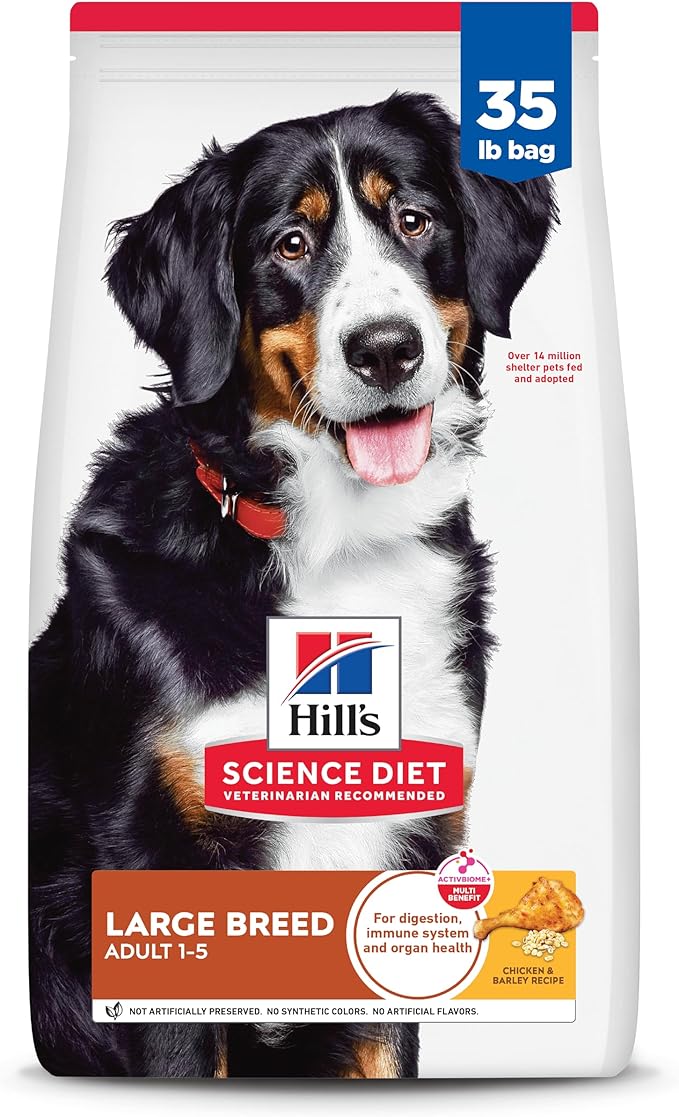 35
lb bag
Over 14 million
shelter pets fed
and adopted
Hill's
SCIENCE DIET
VETERINARIAN RECOMMENDED
ACTIVBIOME+
MULTI
BENEFIT
LARGE BREED
ADULT 1-5
For digestion,
immune system
and organ health
CHICKEN &
BARLEY RECIPE
NOT ARTIFICIALLY PRESERVED. NO SYNTHETIC COLORS. NO ARTIFICIAL FLAVORS.